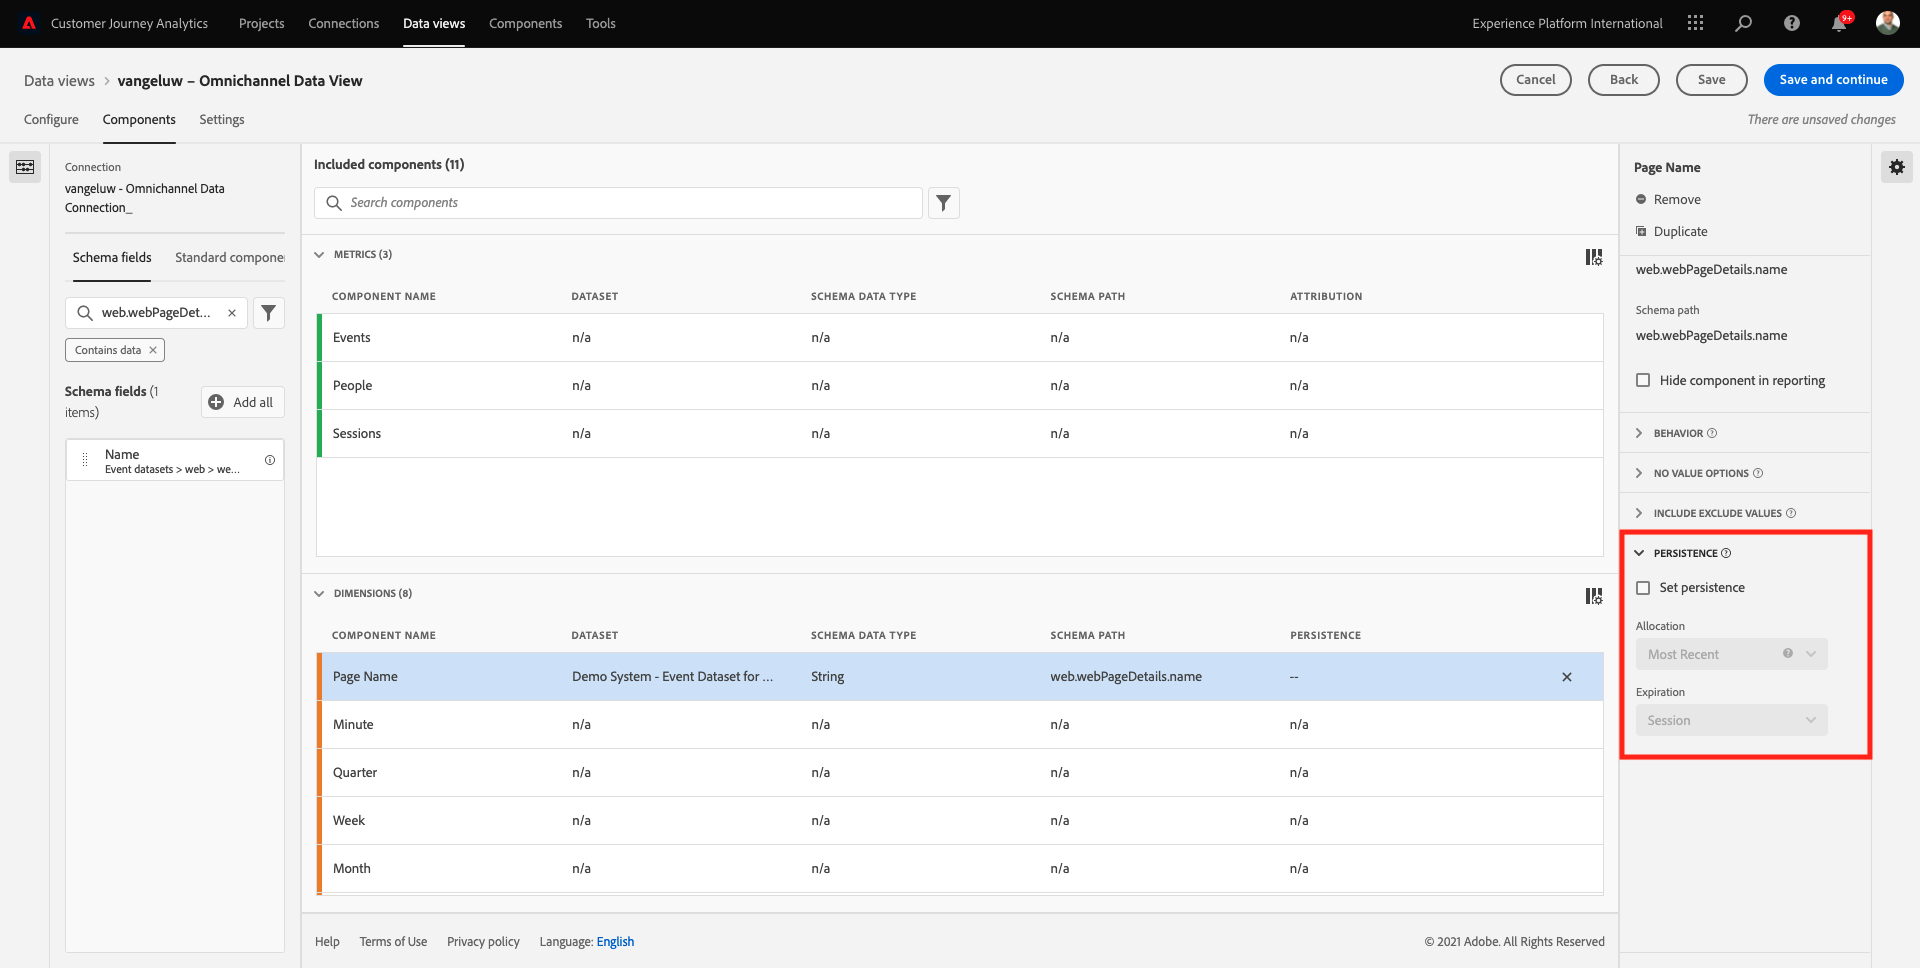 Customer Journey Analytics
Projects
Connections
Data views
Components
Tools
Experience Platform International
9+
Data views > vangeluw – Omnichannel Data View
Cancel
Back
Save
Save and continue
Configure
Components
Settings
There are unsaved changes
Connection
vangeluw - Omnichannel Data
Connection_
Schema fields
Standard compone
web.webPageDet...
Contains data
Schema fields (1
items)
Add all
Name
Event datasets > web > we...
Included components (11)
Search components
METRICS (3)
COMPONENT NAME DATASET SCHEMA DATA TYPE SCHEMA PATH ATTRIBUTION
Events n/a n/a n/a n/a
People n/a n/a n/a n/a
Sessions n/a n/a n/a n/a
DIMENSIONS (8)
COMPONENT NAME DATASET SCHEMA DATA TYPE SCHEMA PATH PERSISTENCE
Page Name Demo System - Event Dataset for ... String web.webPageDetails.name --
Minute n/a n/a n/a n/a
Quarter n/a n/a n/a n/a
Week n/a n/a n/a n/a
Month n/a n/a n/a n/a
Page Name
Remove
Duplicate
web.webPageDetails.name
Schema path
web.webPageDetails.name
Hide component in reporting
BEHAVIOR
NO VALUE OPTIONS
INCLUDE EXCLUDE VALUES
PERSISTENCE
Set persistence
Allocation
Most Recent
Expiration
Session
Help
Terms of Use
Privacy policy
Language: English
© 2021 Adobe. All Rights Reserved